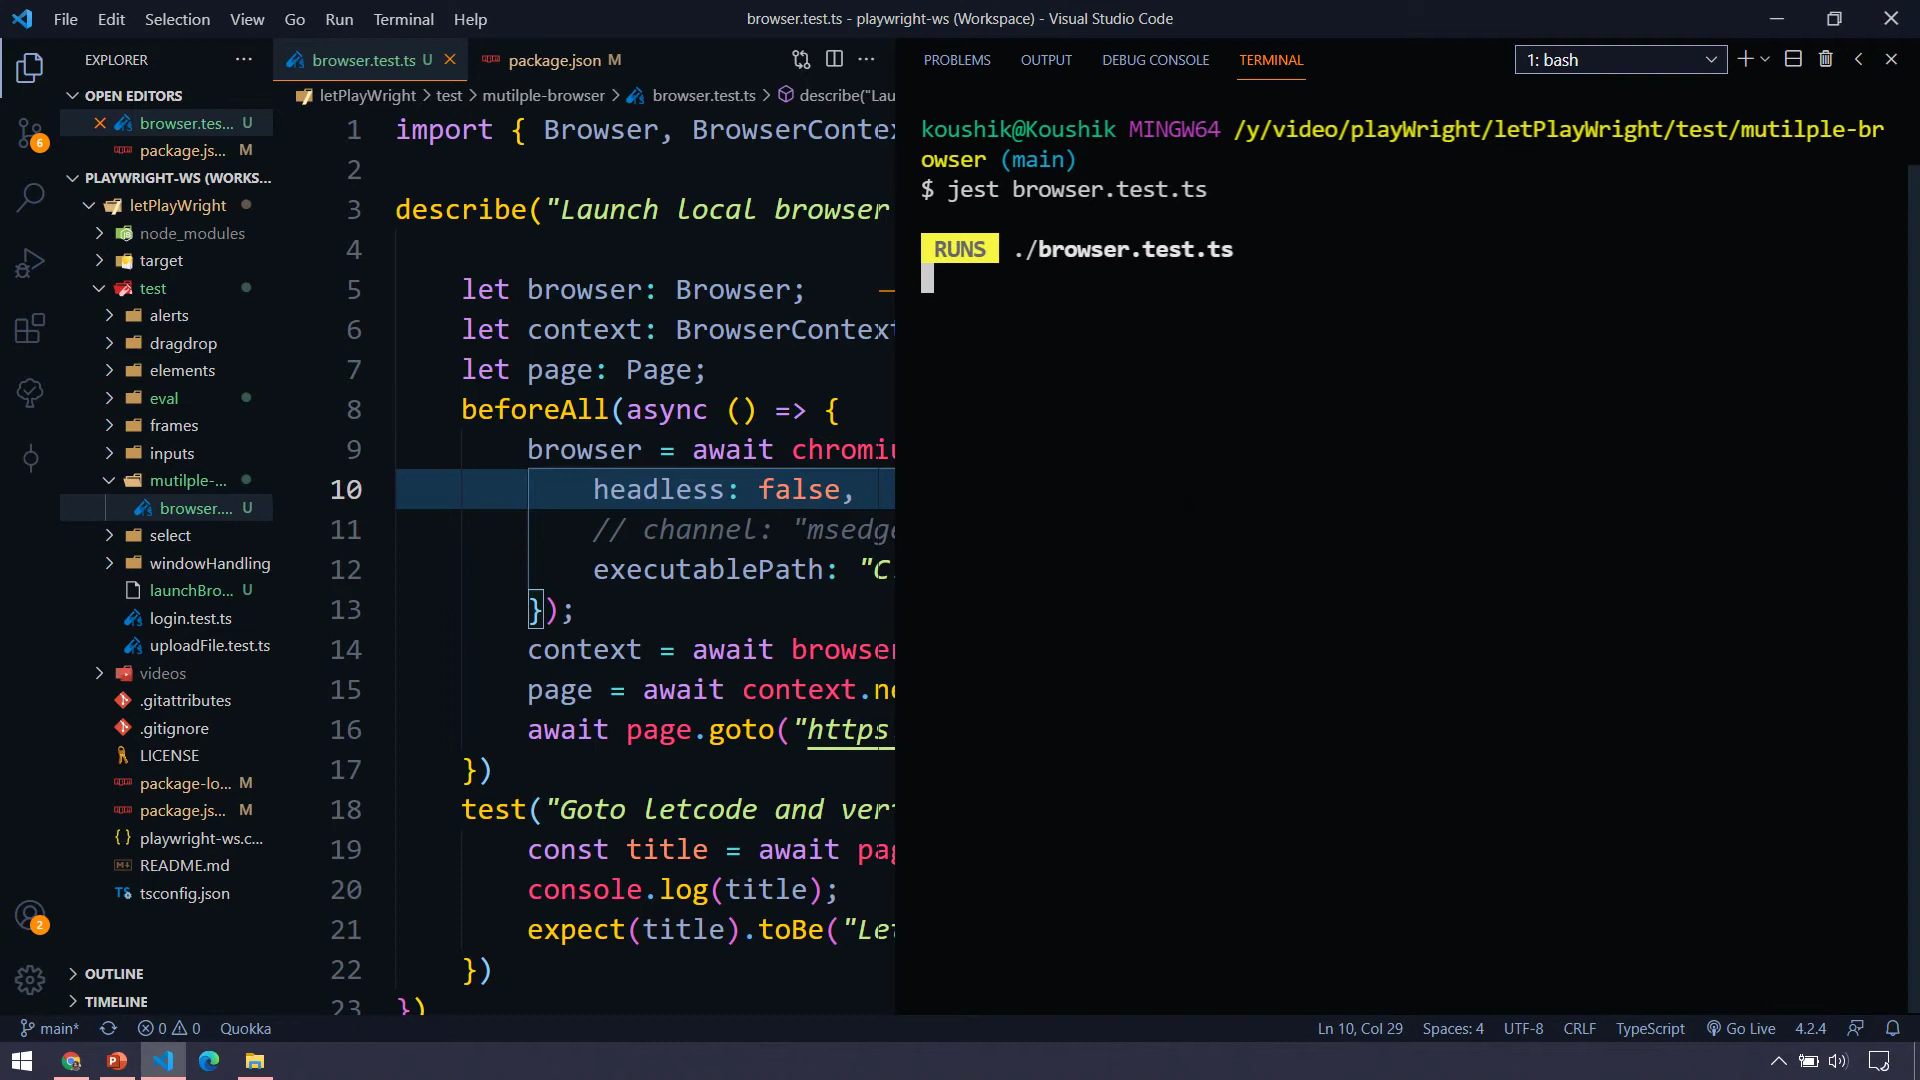 File Edit Selection View Go Run Terminal Help
browser.test.ts - playwright-ws (Workspace) - Visual Studio Code
EXPLORER
OPEN EDITORS
browser.tes... U
package.js... M
PLAYWRIGHT-WS (WORKS...
letPlayWright
node_modules
target
test
alerts
dragdrop
elements
eval
frames
inputs
mutilple-...
browser.... U
select
windowHandling
launchBro... U
login.test.ts
uploadFile.test.ts
videos
.gitattributes
.gitignore
LICENSE
package-lo... M
package.js... M
playwright-ws.c...
README.md
tsconfig.json
OUTLINE
TIMELINE
6
2
browser.test.ts U
package.json M
letPlayWright > test > mutilple-browser > browser.test.ts > describe("Lau
1 import { Browser, BrowserContex
2
3 describe("Launch local browser
4
5 let browser: Browser;
6 let context: BrowserContext
7 let page: Page;
8 beforeAll(async () => {
9 browser = await chromiu
10 headless: false,
11 // channel: "msedge
12 executablePath: "C:
13 });
14 context = await browser
15 page = await context.ne
16 await page.goto("https:
17 })
18 test("Goto letcode and ver
19 const title = await pag
20 console.log(title);
21 expect(title).toBe("Let
22 })
23 })
PROBLEMS OUTPUT DEBUG CONSOLE TERMINAL
1: bash
koushik@Koushik MINGW64 /y/video/playWright/letPlayWright/test/mutilple-br
owser (main)
$ jest browser.test.ts
RUNS ./browser.test.ts
main* 0 0 Quokka
Ln 10, Col 29 Spaces: 4 UTF-8 CRLF TypeScript Go Live 4.2.4